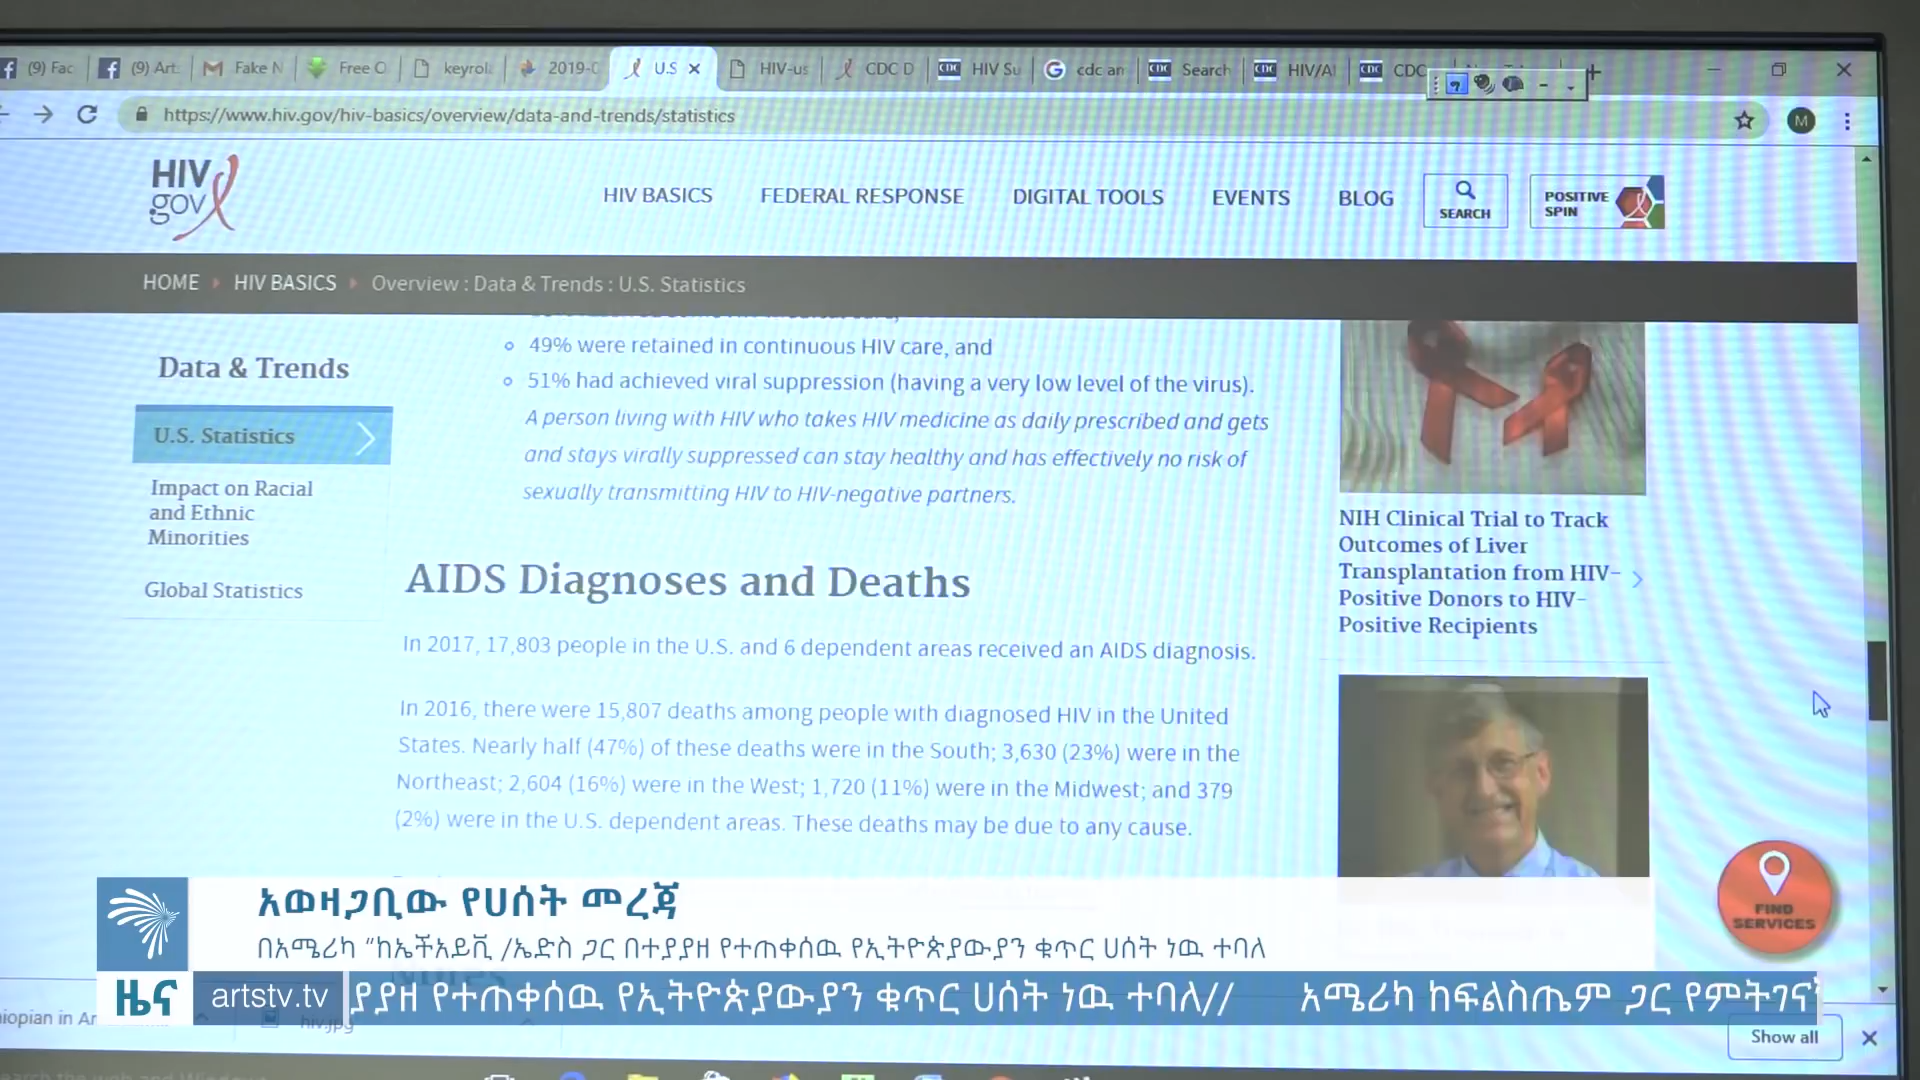 (9) Fac
(9) Art
Fake N
Free O
keyrol
2019-0
U.S
HIV-us
CDC D
CDC
HIV Su
cdc an
CDC
Search
CDC
HIV/AI
CDC
CDC
https://www.hiv.gov/hiv-basics/overview/data-and-trends/statistics
M
HIV
gov
HIV BASICS
FEDERAL RESPONSE
DIGITAL TOOLS
EVENTS
BLOG
SEARCH
POSITIVE
SPIN
HOME
HIV BASICS
Overview : Data & Trends : U.S. Statistics
Data & Trends
U.S. Statistics
Impact on Racial
and Ethnic
Minorities
Global Statistics
49% were retained in continuous HIV care, and
51% had achieved viral suppression (having a very low level of the virus).
A person living with HIV who takes HIV medicine as daily prescribed and gets
and stays virally suppressed can stay healthy and has effectively no risk of
sexually transmitting HIV to HIV-negative partners.
AIDS Diagnoses and Deaths
In 2017, 17,803 people in the U.S. and 6 dependent areas received an AIDS diagnosis.
In 2016, there were 15,807 deaths among people with diagnosed HIV in the United
States. Nearly half (47%) of these deaths were in the South; 3,630 (23%) were in the
Northeast; 2,604 (16%) were in the West; 1,720 (11%) were in the Midwest; and 379
(2%) were in the U.S. dependent areas. These deaths may be due to any cause.
NIH Clinical Trial to Track
Outcomes of Liver
Transplantation from HIV-
Positive Donors to HIV-
Positive Recipients
FIND
SERVICES
አወዛጋቢው የሀሰት መረጃ
በአሜሪካ “ከኤችአይቪ /ኤድስ ጋር በተያያዘ የተጠቀሰዉ የኢትዮጵያውያን ቁጥር ሀሰት ነዉ ተባለ
ዜና
artstv.tv
ያያዘ የተጠቀሰዉ የኢትዮጵያውያን ቁጥር ሀሰት ነዉ ተባለ// አሜሪካ ከፍልስጤም ጋር የምትገና
hiopian in Ar
hiv.jpg
Show all